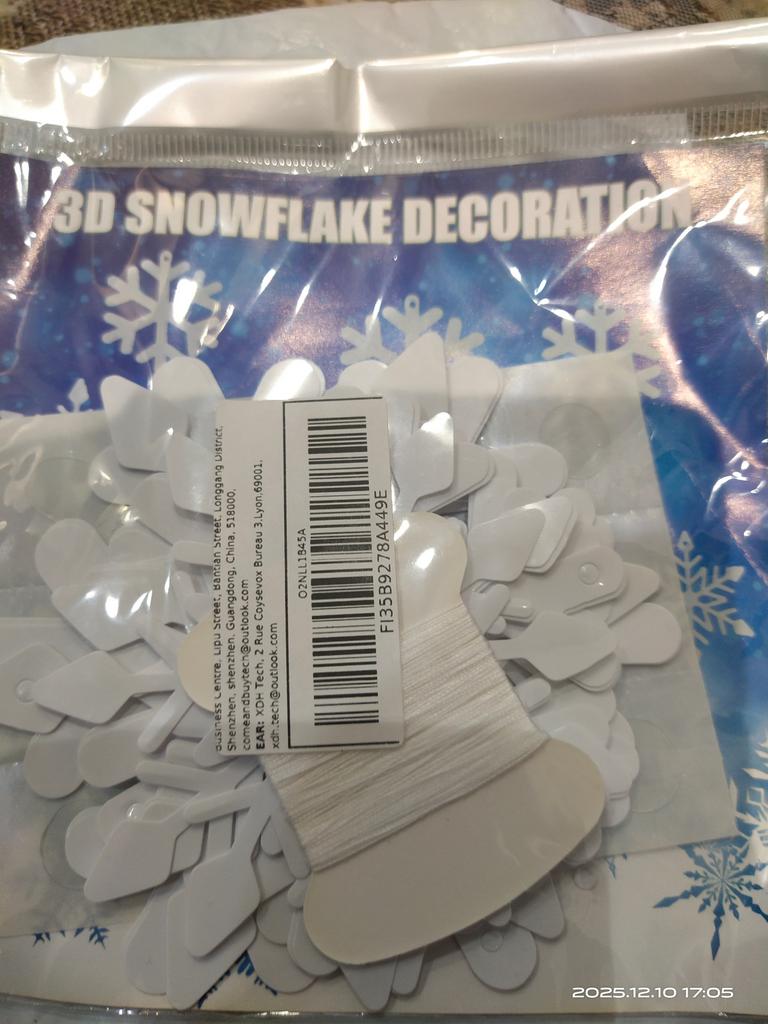 3D SNOWFLAKE DECORATION
Business Centre, Lipu Street, Bantian Street, Longgang District,
Shenzhen, shenzhen, Guangdong, China, 518000,
comeandbuytech@outlook.com
EAR: XDH Tech, 2 Rue Coysevox Bureau 3,Lyon,69001,
xdh.tech@outlook.com
O2NLL1B45A
FI35B9278A449E
2025.12.10 17:05